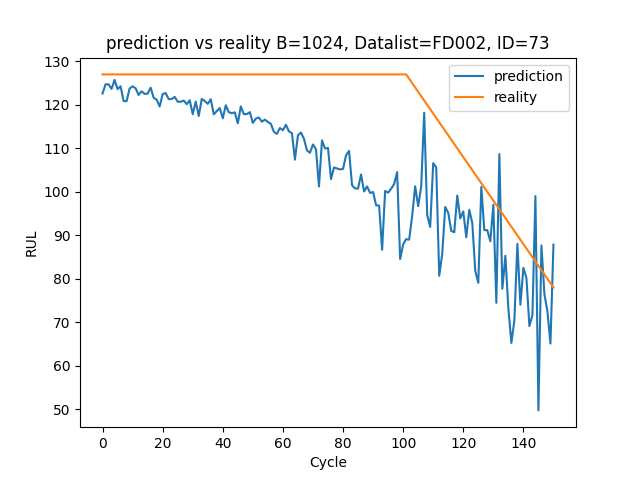 prediction vs reality B=1024, Datalist=FD002, ID=73
prediction
reality
RUL
130
120
110
100
90
80
70
60
50
0 20 40 60 80 100 120 140
Cycle